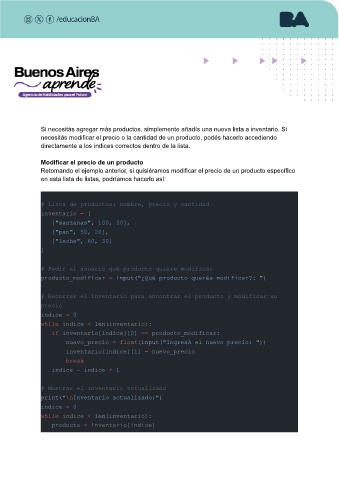 /educacionBA
BA
Buenos Aires
aprende
Agencia de Habilidades para el Futuro
Si necesitás agregar más productos, simplemente añadís una nueva lista a inventario. Si
necesitás modificar el precio o la cantidad de un producto, podés hacerlo accediendo
directamente a los índices correctos dentro de la lista.
Modificar el precio de un producto
Retomando el ejemplo anterior, si quisiéramos modificar el precio de un producto específico
en esta lista de listas, podríamos hacerlo así:
# Lista de productos: nombre, precio y cantidad
inventario = [
["manzanas", 100, 50],
["pan", 50, 20],
["leche", 80, 30]
]
# Pedir al usuario qué producto quiere modificar
producto_modificar = input("¿Qué producto querés modificar?: ")
# Recorrer el inventario para encontrar el producto y modificar su
precio
indice = 0
while indice < len(inventario):
if inventario[indice][0] == producto_modificar:
nuevo_precio = float(input("Ingresá el nuevo precio: "))
inventario[indice][1] = nuevo_precio
break
indice = indice + 1
# Mostrar el inventario actualizado
print("\nInventario actualizado:")
indice = 0
while indice < len(inventario):
producto = inventario[indice]